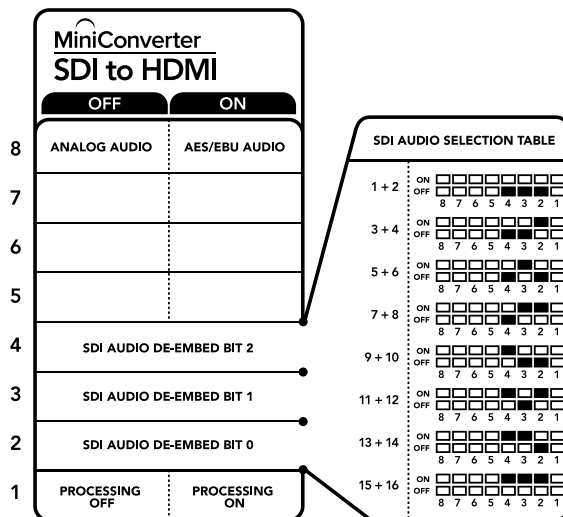 MiniConverter
SDI to HDMI
OFF ON
8 ANALOG AUDIO AES/EBU AUDIO
7
6
5
4 SDI AUDIO DE-EMBED BIT 2
3 SDI AUDIO DE-EMBED BIT 1
2 SDI AUDIO DE-EMBED BIT 0
1 PROCESSING OFF PROCESSING ON
SDI AUDIO SELECTION TABLE
1 + 2 ON
OFF
8 7 6 5 4 3 2 1
3 + 4 ON
OFF
8 7 6 5 4 3 2 1
5 + 6 ON
OFF
8 7 6 5 4 3 2 1
7 + 8 ON
OFF
8 7 6 5 4 3 2 1
9 + 10 ON
OFF
8 7 6 5 4 3 2 1
11 + 12 ON
OFF
8 7 6 5 4 3 2 1
13 + 14 ON
OFF
8 7 6 5 4 3 2 1
15 + 16 ON
OFF
8 7 6 5 4 3 2 1